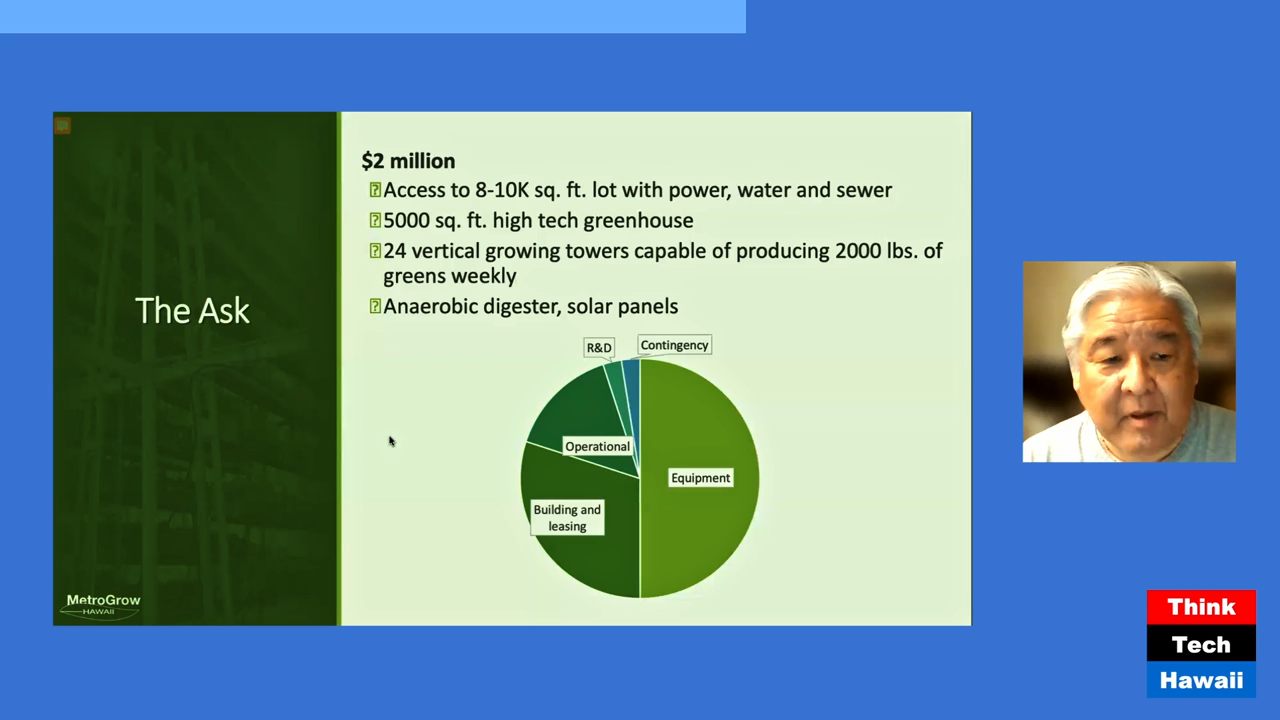 $2 million
Access to 8-10K sq. ft. lot with power, water and sewer
5000 sq. ft. high tech greenhouse
24 vertical growing towers capable of producing 2000 lbs. of
greens weekly
Anaerobic digester, solar panels
The Ask
R&D
Contingency
Operational
Equipment
Building and
leasing
MetroGrow
HAWAII
Think
Tech
Hawaii